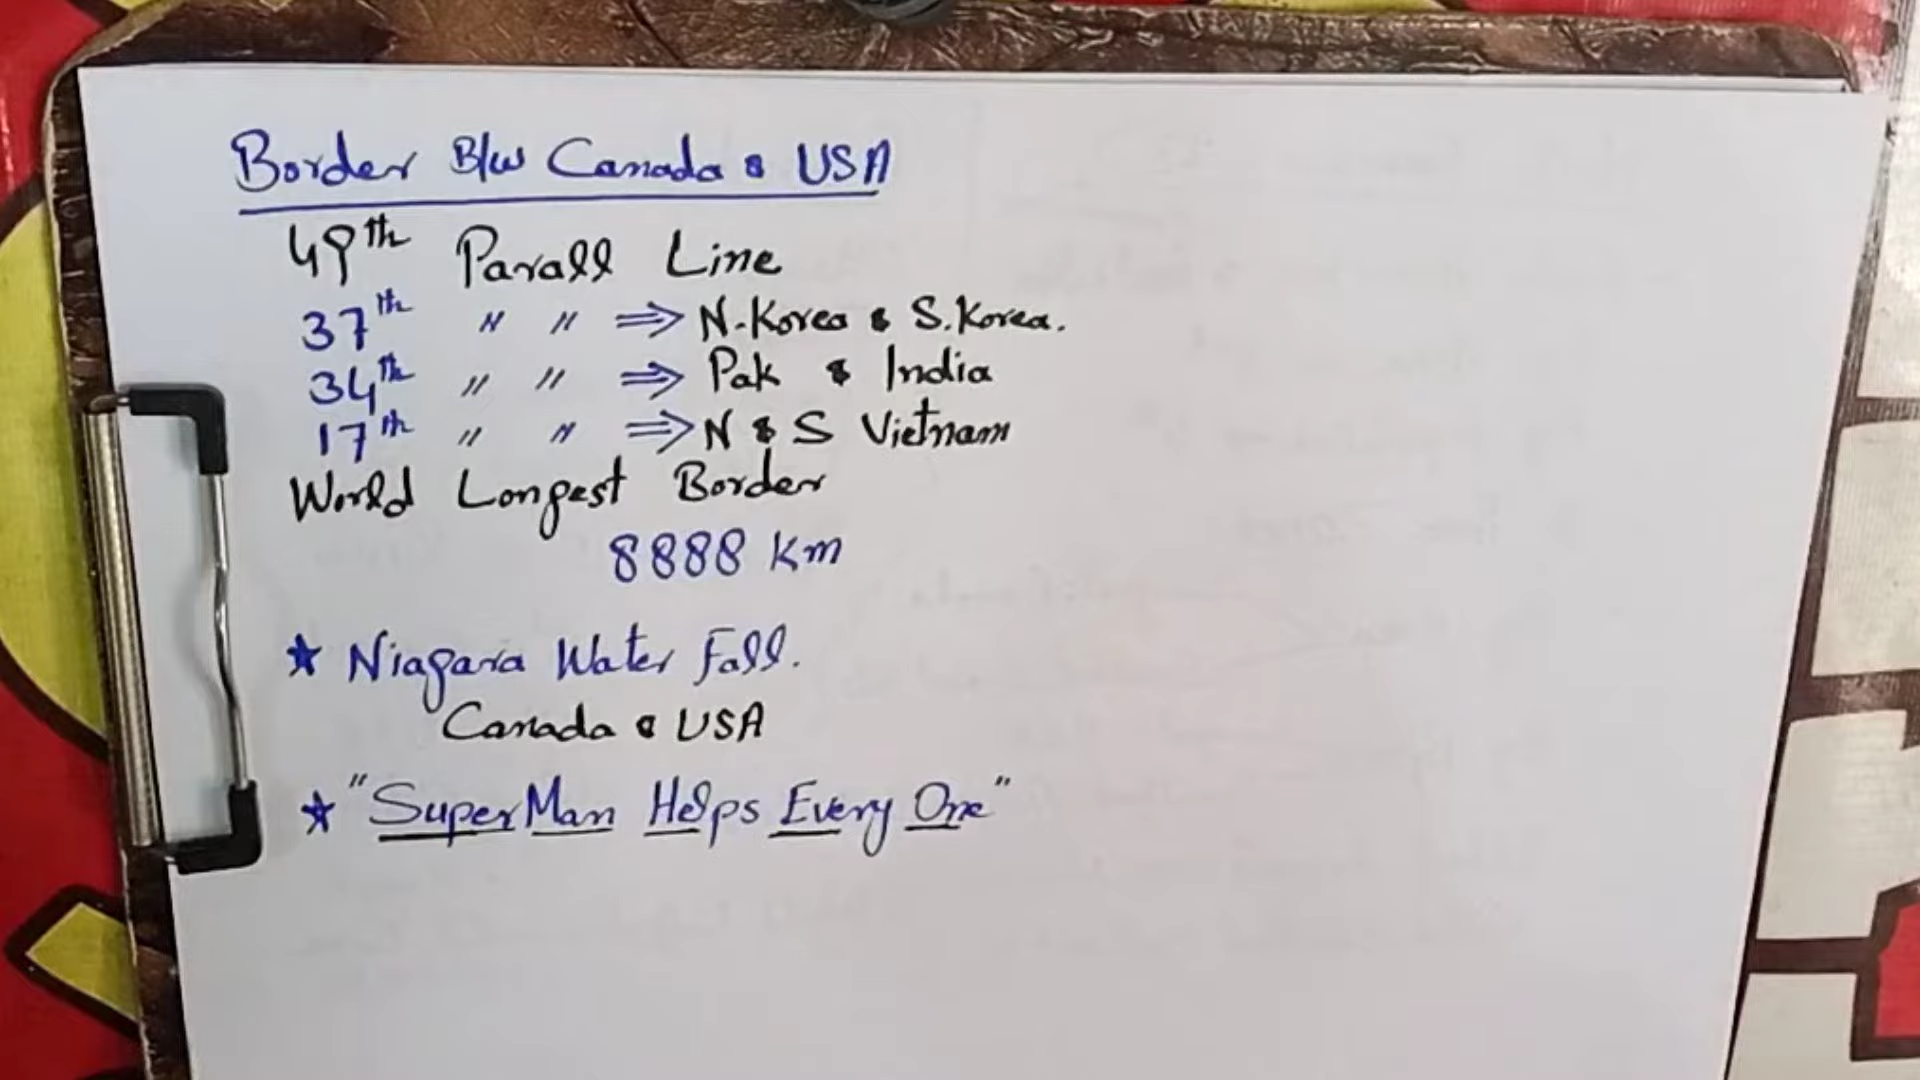 Border B/w Canada & USA
49th Parall Line
37th " " ⇒ N.Korea & S.Korea.
34th " " ⇒ Pak & India
17th " " ⇒ N & S Vietnam
World Longest Border
8888 Km
★ Niagara Water Fall.
Canada & USA
★ "SuperMan Helps Every One"